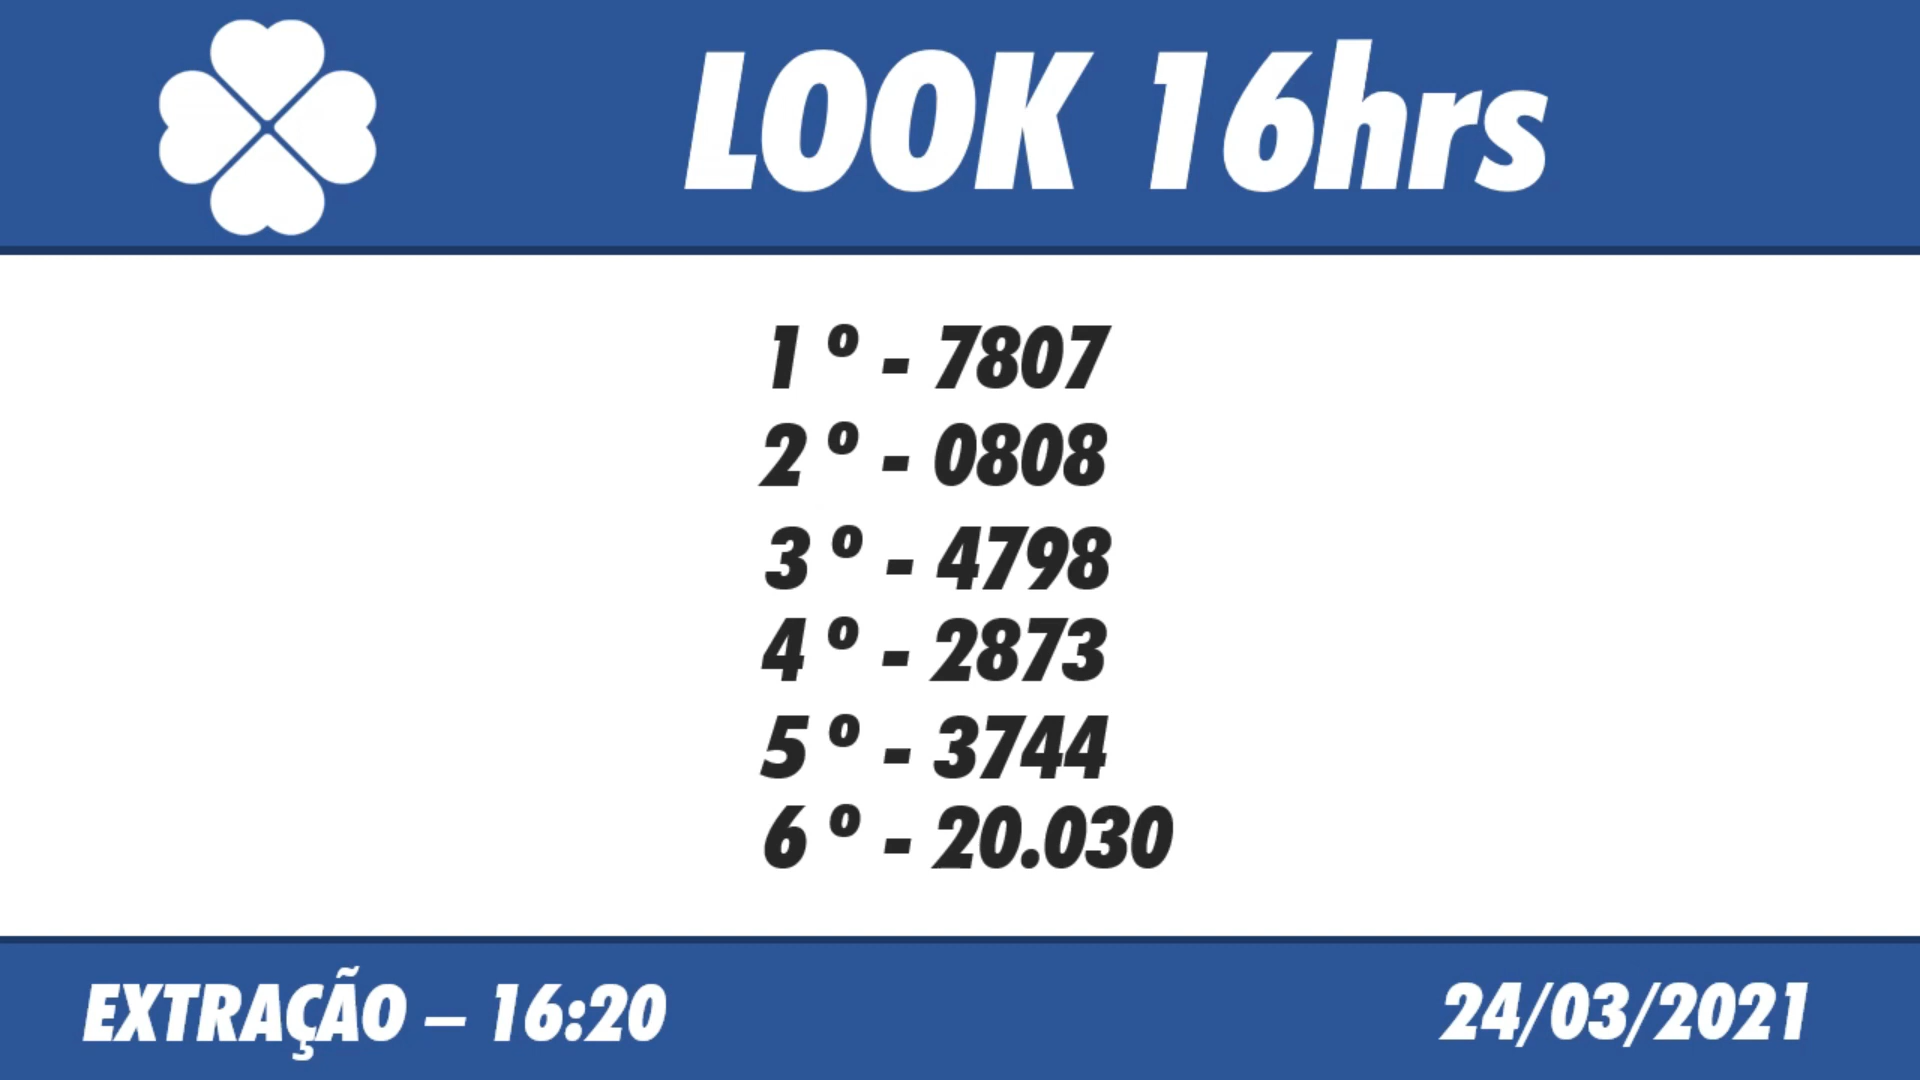 LOOK 16hrs
1 º - 7807
2 º - 0808
3 º - 4798
4 º - 2873
5 º - 3744
6 º - 20.030
EXTRAÇÃO – 16:20
24/03/2021